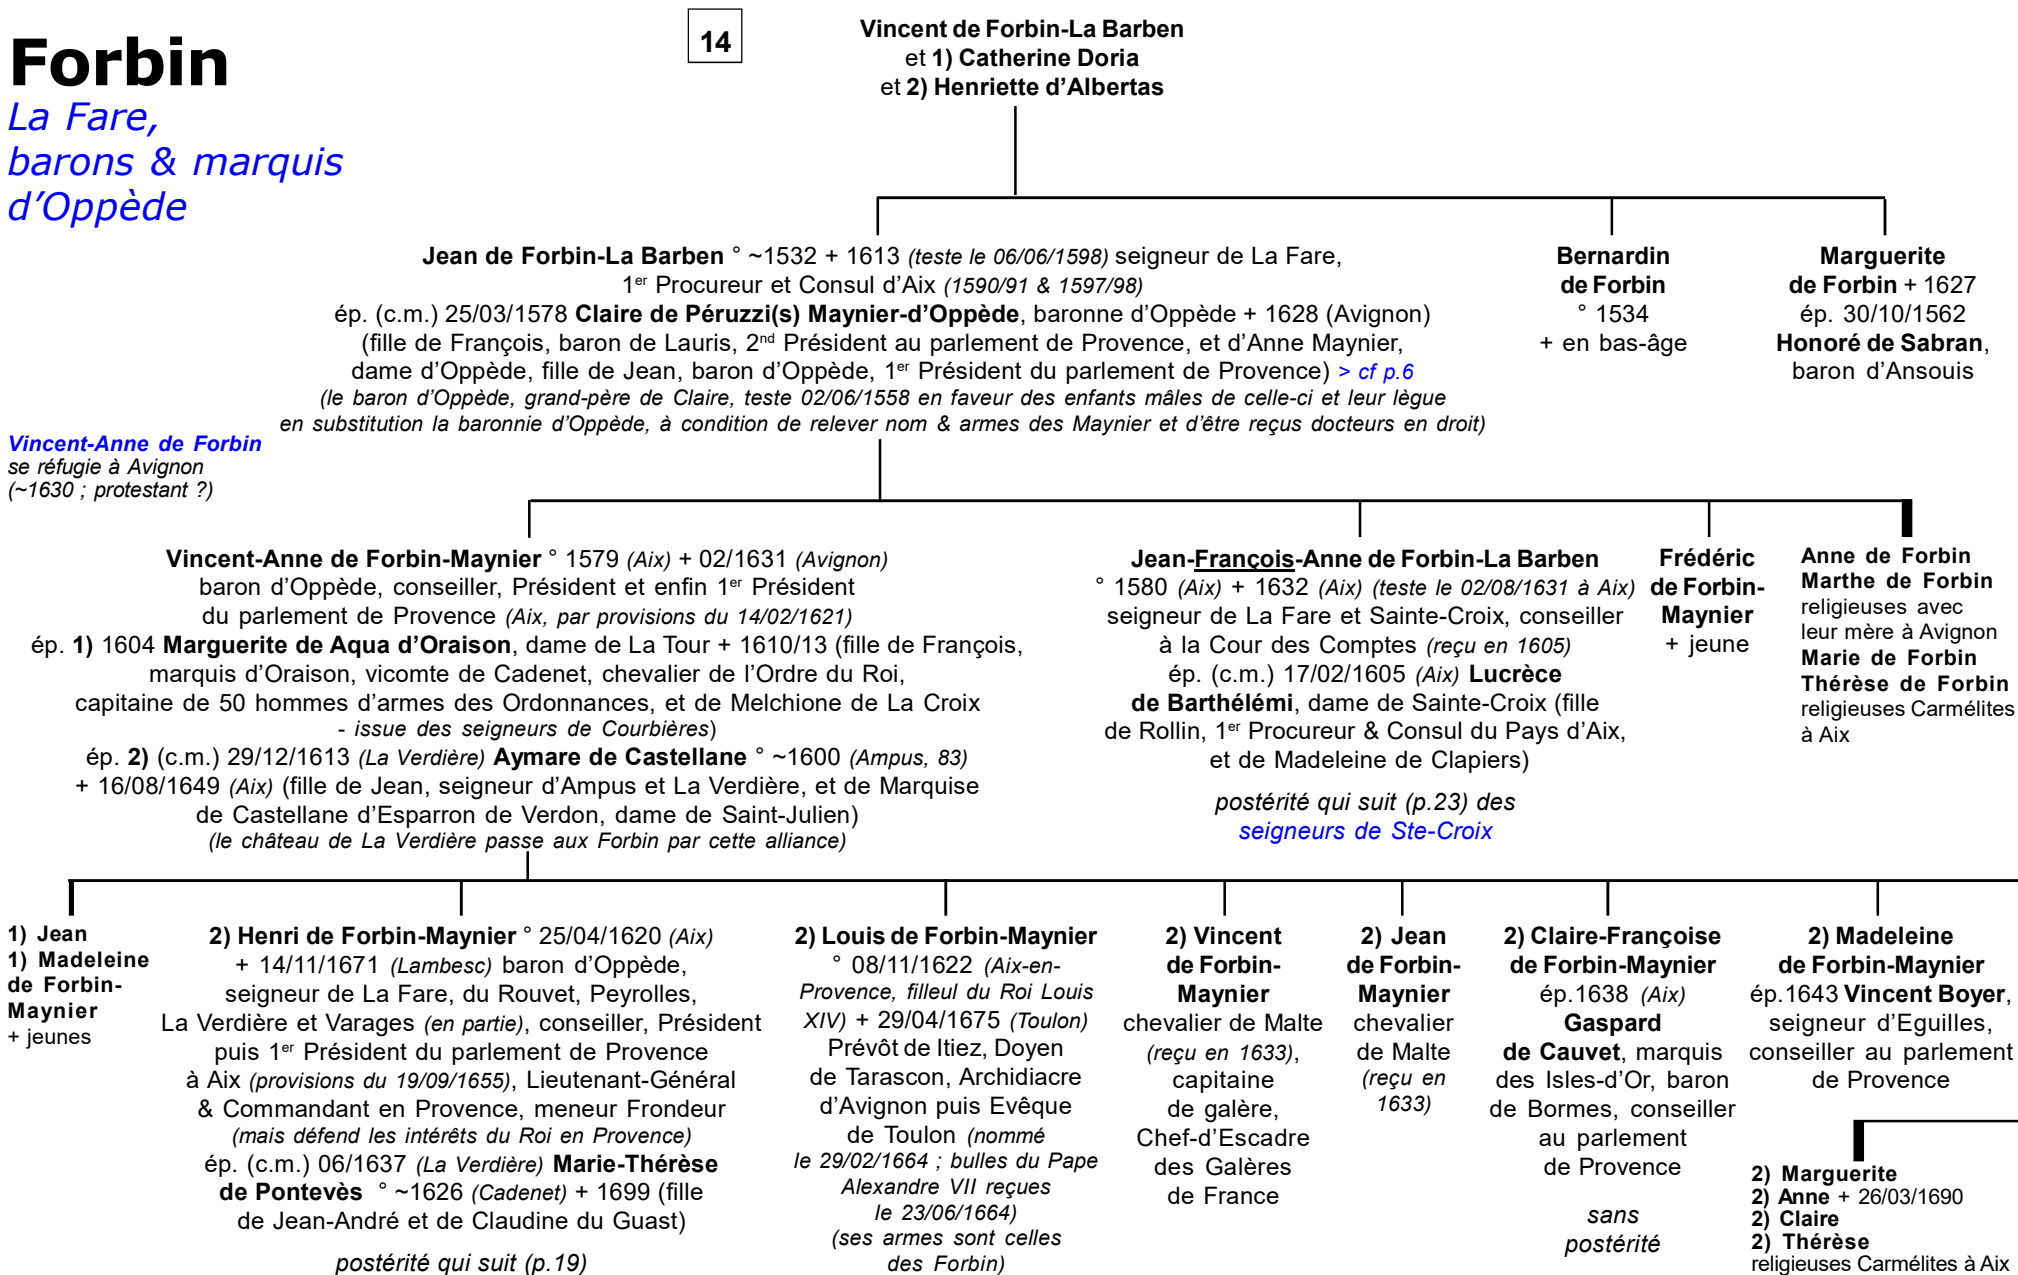 Forbin
La Fare,
barons & marquis
d'Oppède
14
Vincent de Forbin-La Barben
et 1) Catherine Doria
et 2) Henriette d'Albertas
Jean de Forbin-La Barben ° ~1532 + 1613 (teste le 06/06/1598) seigneur de La Fare,
1er Procureur et Consul d'Aix (1590/91 & 1597/98)
ép. (c.m.) 25/03/1578 Claire de Péruzzi(s) Maynier-d'Oppède, baronne d'Oppède + 1628 (Avignon)
(fille de François, baron de Lauris, 2nd Président au parlement de Provence, et d'Anne Maynier,
dame d'Oppède, fille de Jean, baron d'Oppède, 1er Président du parlement de Provence) > cf p.6
(le baron d'Oppède, grand-père de Claire, teste 02/06/1558 en faveur des enfants mâles de celle-ci et leur lègue
en substitution la baronnie d'Oppède, à condition de relever nom & armes des Maynier et d'être reçus docteurs en droit)
Bernardin
de Forbin
° 1534
+ en bas-âge
Marguerite
de Forbin + 1627
ép. 30/10/1562
Honoré de Sabran,
baron d'Ansouis
Vincent-Anne de Forbin
se réfugie à Avignon
(~1630 ; protestant ?)
Vincent-Anne de Forbin-Maynier ° 1579 (Aix) + 02/1631 (Avignon)
baron d'Oppède, conseiller, Président et enfin 1er Président
du parlement de Provence (Aix, par provisions du 14/02/1621)
ép. 1) 1604 Marguerite de Aqua d'Oraison, dame de La Tour + 1610/13 (fille de François,
marquis d'Oraison, vicomte de Cadenet, chevalier de l'Ordre du Roi,
capitaine de 50 hommes d'armes des Ordonnances, et de Melchione de La Croix
- issue des seigneurs de Courbières)
ép. 2) (c.m.) 29/12/1613 (La Verdière) Aymare de Castellane ° ~1600 (Ampus, 83)
+ 16/08/1649 (Aix) (fille de Jean, seigneur d'Ampus et La Verdière, et de Marquise
de Castellane d'Esparron de Verdon, dame de Saint-Julien)
(le château de La Verdière passe aux Forbin par cette alliance)
Jean-François-Anne de Forbin-La Barben
° 1580 (Aix) + 1632 (Aix) (teste le 02/08/1631 à Aix)
seigneur de La Fare et Sainte-Croix, conseiller
à la Cour des Comptes (reçu en 1605)
ép. (c.m.) 17/02/1605 (Aix) Lucrèce
de Barthélémi, dame de Sainte-Croix (fille
de Rollin, 1er Procureur & Consul du Pays d'Aix,
et de Madeleine de Clapiers)
postérité qui suit (p.23) des
seigneurs de Ste-Croix
Frédéric
de Forbin-
Maynier
+ jeune
Anne de Forbin
Marthe de Forbin
religieuses avec
leur mère à Avignon
Marie de Forbin
Thérèse de Forbin
religieuses Carmélites
à Aix
1) Jean
1) Madeleine
de Forbin-
Maynier
+ jeunes
2) Henri de Forbin-Maynier ° 25/04/1620 (Aix)
+ 14/11/1671 (Lambesc) baron d'Oppède,
seigneur de La Fare, du Rouvet, Peyrolles,
La Verdière et Varages (en partie), conseiller, Président
puis 1er Président du parlement de Provence
à Aix (provisions du 19/09/1655), Lieutenant-Général
& Commandant en Provence, meneur Frondeur
(mais défend les intérêts du Roi en Provence)
ép. (c.m.) 06/1637 (La Verdière) Marie-Thérèse
de Pontevès ° ~1626 (Cadenet) + 1699 (fille
de Jean-André et de Claudine du Guast)
postérité qui suit (p.19)
2) Louis de Forbin-Maynier
° 08/11/1622 (Aix-en-
Provence, filleul du Roi Louis
XIV) + 29/04/1675 (Toulon)
Prévôt de Itiez, Doyen
de Tarascon, Archidiacre
d'Avignon puis Evêque
de Toulon (nommé
le 29/02/1664 ; bulles du Pape
Alexandre VII reçues
le 23/06/1664)
(ses armes sont celles
des Forbin)
2) Vincent
de Forbin-
Maynier
chevalier de Malte
(reçu en 1633),
capitaine
de galère,
Chef-d'Escadre
des Galères
de France
2) Jean
de Forbin-
Maynier
chevalier
de Malte
(reçu en
1633)
2) Claire-Françoise
de Forbin-Maynier
ép.1638 (Aix)
Gaspard
de Cauvet, marquis
des Isles-d'Or, baron
de Bormes, conseiller
au parlement
de Provence
sans
postérité
2) Madeleine
de Forbin-Maynier
ép.1643 Vincent Boyer,
seigneur d'Eguilles,
conseiller au parlement
de Provence
2) Marguerite
2) Anne + 26/03/1690
2) Claire
2) Thérèse
religieuses Carmélites à Aix